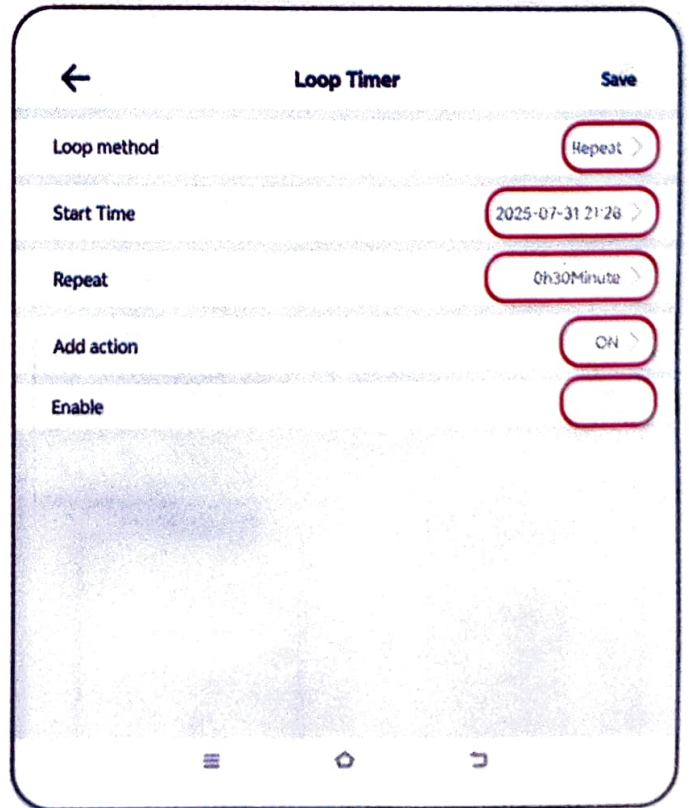 Loop Timer Save
Loop method Repeat
Start Time 2025-07-31 21:28
Repeat 0h30Minute
Add action ON
Enable